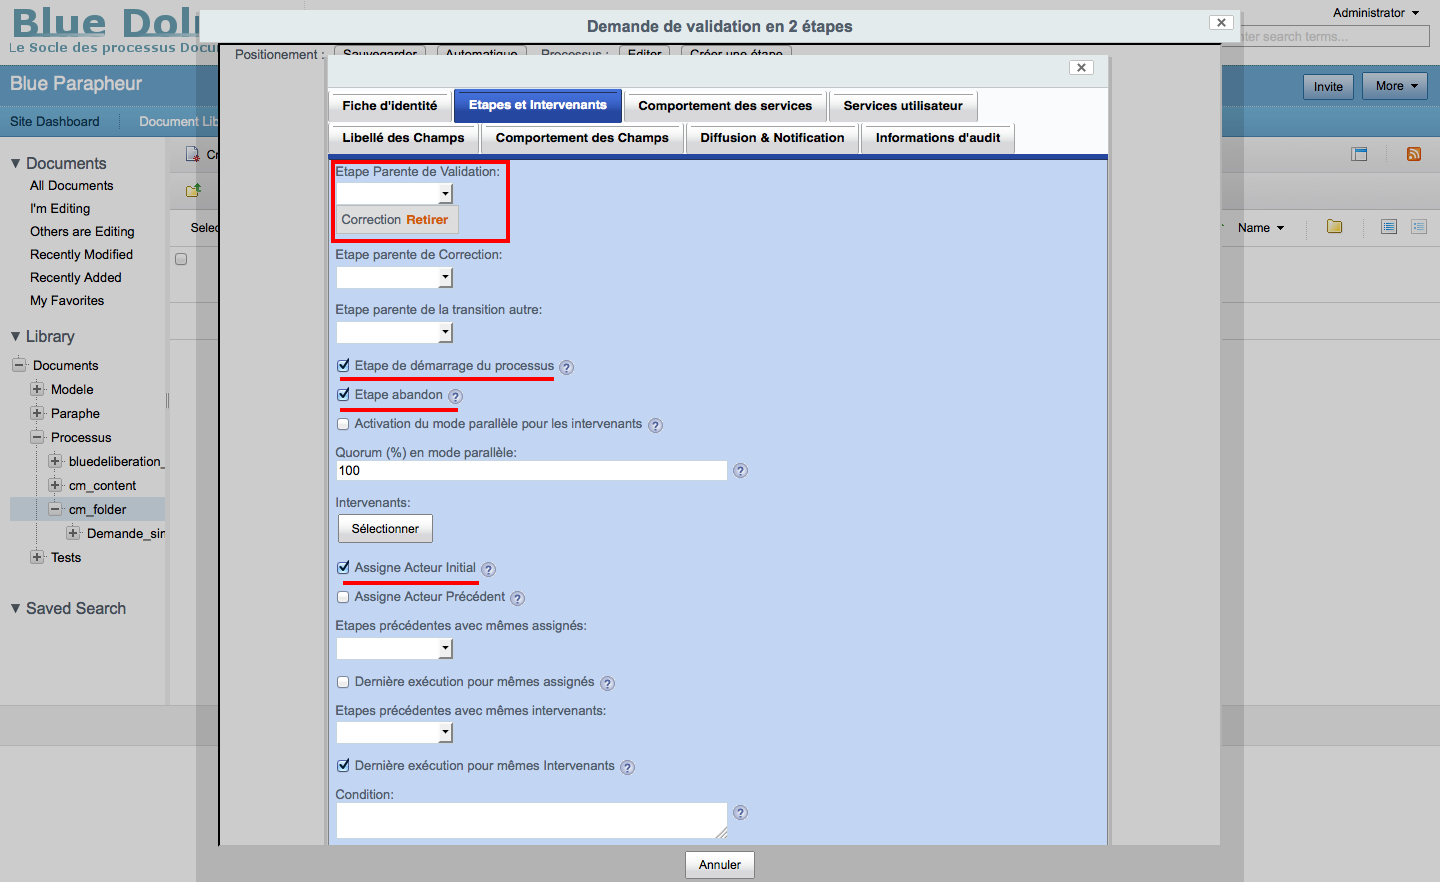 Blue Dol
Le Socle des processus Docu
Administrator
nter search terms...
Demande de validation en 2 étapes
Positionement : Sauvegarder Automatique Processus : Editer Créer une étape
Blue Parapheur
Invite More
Site Dashboard Document Lib
Fiche d'identité Etapes et Intervenants Comportement des services Services utilisateur
Libellé des Champs Comportement des Champs Diffusion & Notification Informations d'audit
Documents
All Documents
I'm Editing
Others are Editing
Recently Modified
Recently Added
My Favorites
Library
Documents
Modele
Paraphe
Processus
bluedeliberation_
cm_content
cm_folder
Demande_sin
Tests
Saved Search
Cr
Selec
Name
Etape Parente de Validation:
Correction Retirer
Etape parente de Correction:
Etape parente de la transition autre:
Etape de démarrage du processus ?
Etape abandon ?
Activation du mode parallèle pour les intervenants ?
Quorum (%) en mode parallèle:
100 ?
Intervenants:
Sélectionner
Assigne Acteur Initial ?
Assigne Acteur Précédent ?
Etapes précédentes avec mêmes assignés:
Dernière exécution pour mêmes assignés ?
Etapes précédentes avec mêmes intervenants:
Dernière exécution pour mêmes Intervenants ?
Condition:
?
Annuler